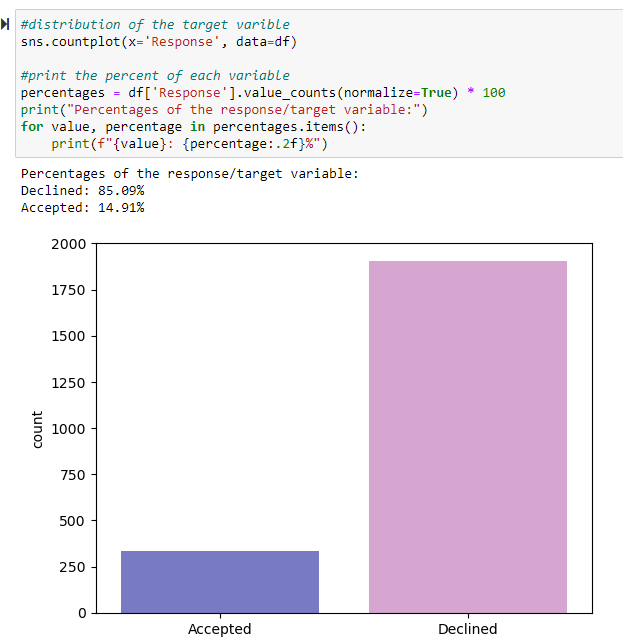 #distribution of the target varible
sns.countplot(x='Response', data=df)
#print the percent of each variable
percentages = df['Response'].value_counts(normalize=True) * 100
print("Percentages of the response/target variable:")
for value, percentage in percentages.items():
    print(f"{value}: {percentage:.2f}%")
Percentages of the response/target variable:
Declined: 85.09%
Accepted: 14.91%
2000
1750
1500
1250
1000
750
500
250
0
count
Accepted Declined